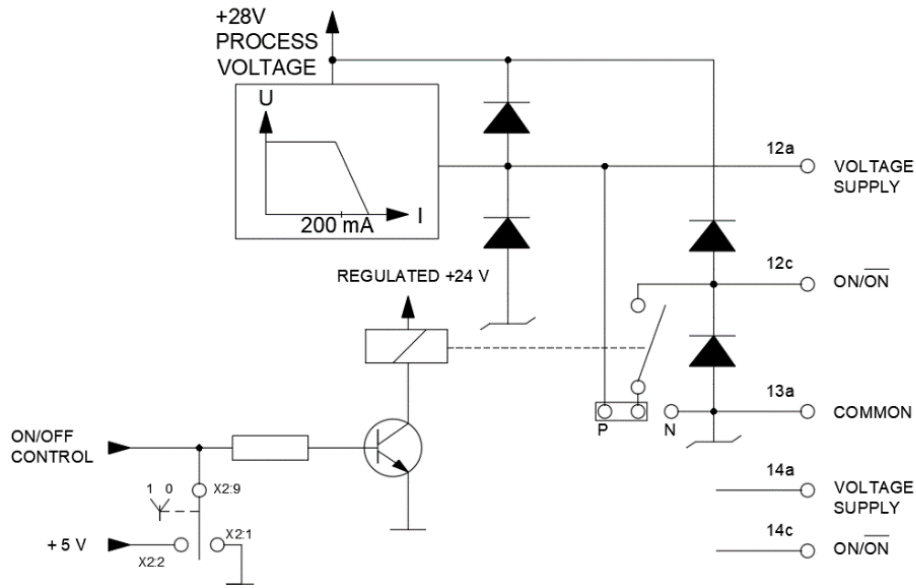 +28V
PROCESS
VOLTAGE
U
200 mA
I
12a
VOLTAGE
SUPPLY
REGULATED +24 V
12c
ON/ON
13a
COMMON
P
N
ON/OFF
CONTROL
1 0
X2:9
14a
VOLTAGE
SUPPLY
+ 5 V
X2:2
X2:1
14c
ON/ON